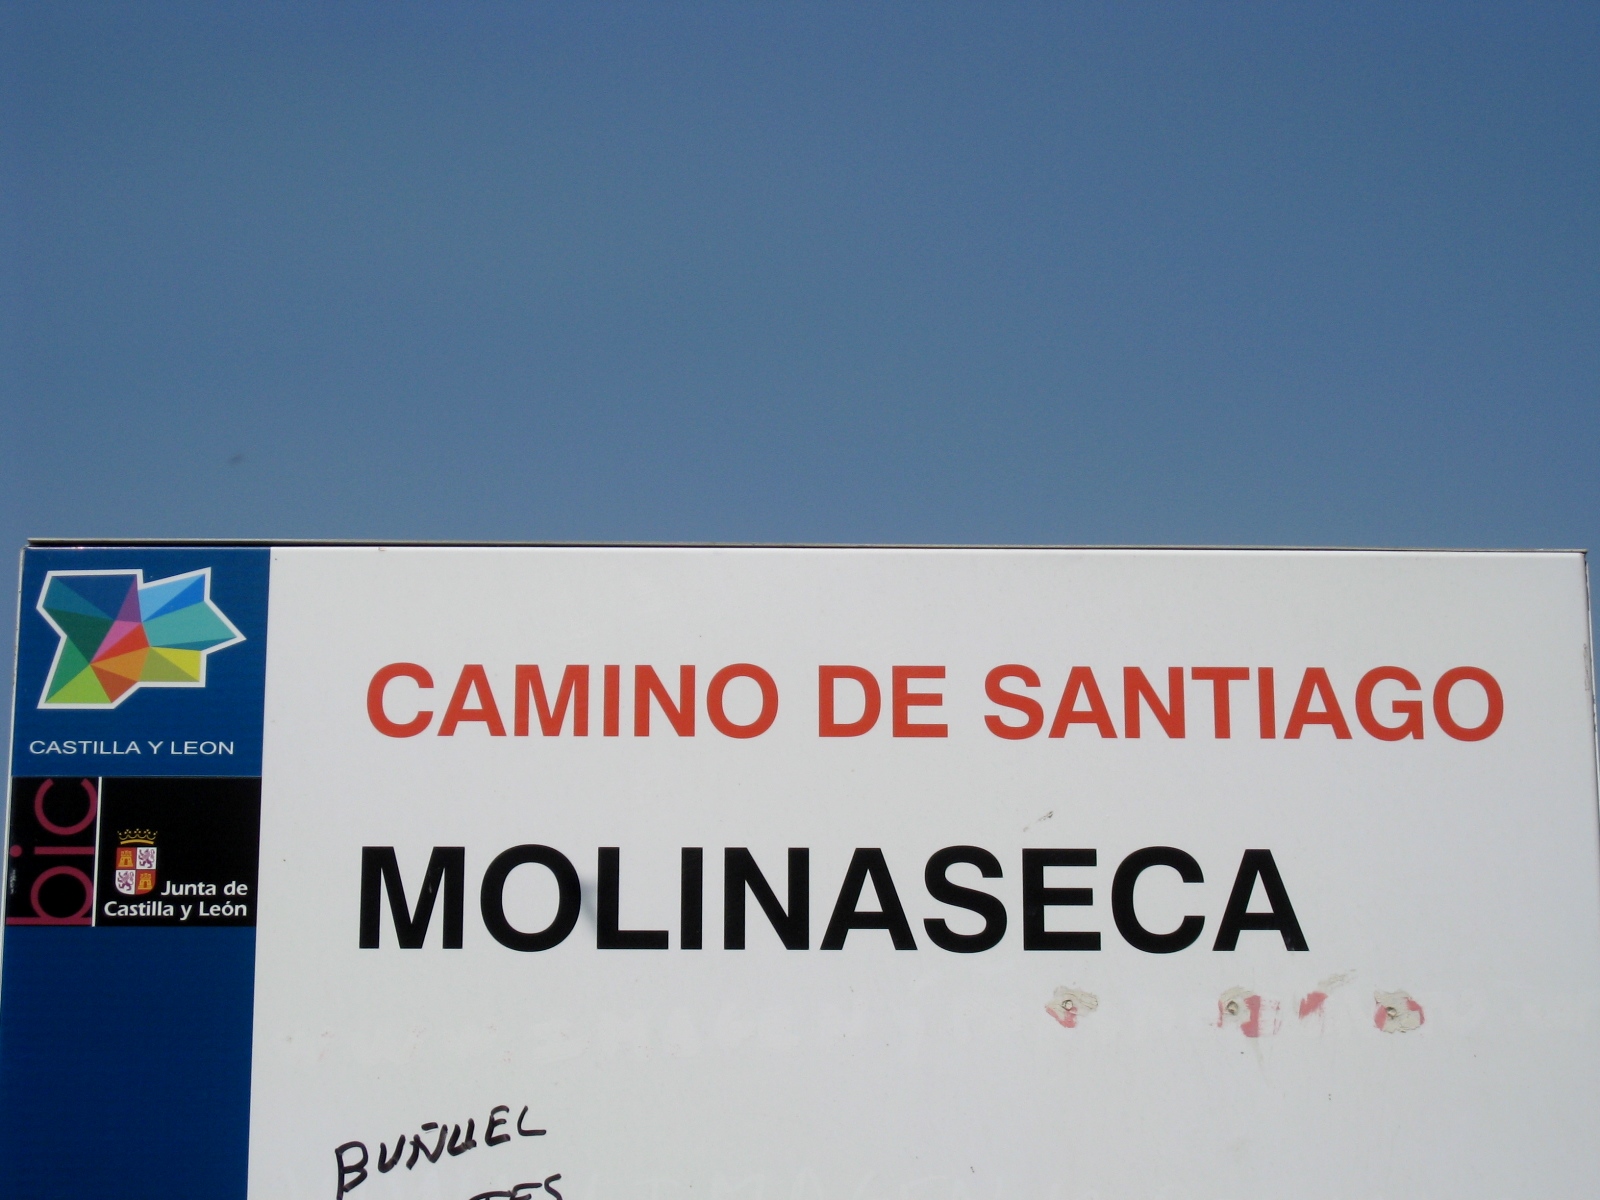 CASTILLA Y LEON
bic
Junta de
Castilla y León
CAMINO DE SANTIAGO
MOLINASECA
BUÑUEL